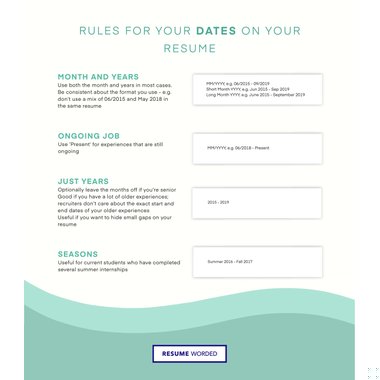 RULES FOR YOUR DATES ON YOUR
RESUME
MONTH AND YEARS
Use both the month and years in most cases.
Be consistent about the format you use - e.g.
don't use a mix of 06/2015 and May 2018 in
the same resume
MM/YYYY, e.g. 06/2015 - 09/2019
Short Month YYYY, e.g. Jun 2015 - Sep 2019
Long Month YYYY, e.g. June 2015 - September 2019
ONGOING JOB
Use 'Present' for experiences that are still
ongoing
MM/YYYY, e.g. 06/2018 - Present
JUST YEARS
Optionally leave the months off if you're senior
Good if you have a lot of older experiences;
recruiters don't care about the exact start and
end dates of your older experiences
Useful if you want to hide small gaps on your
resume
2015 - 2019
SEASONS
Useful for current students who have completed
several summer internships
Summer 2016 - Fall 2017
RESUME WORDED